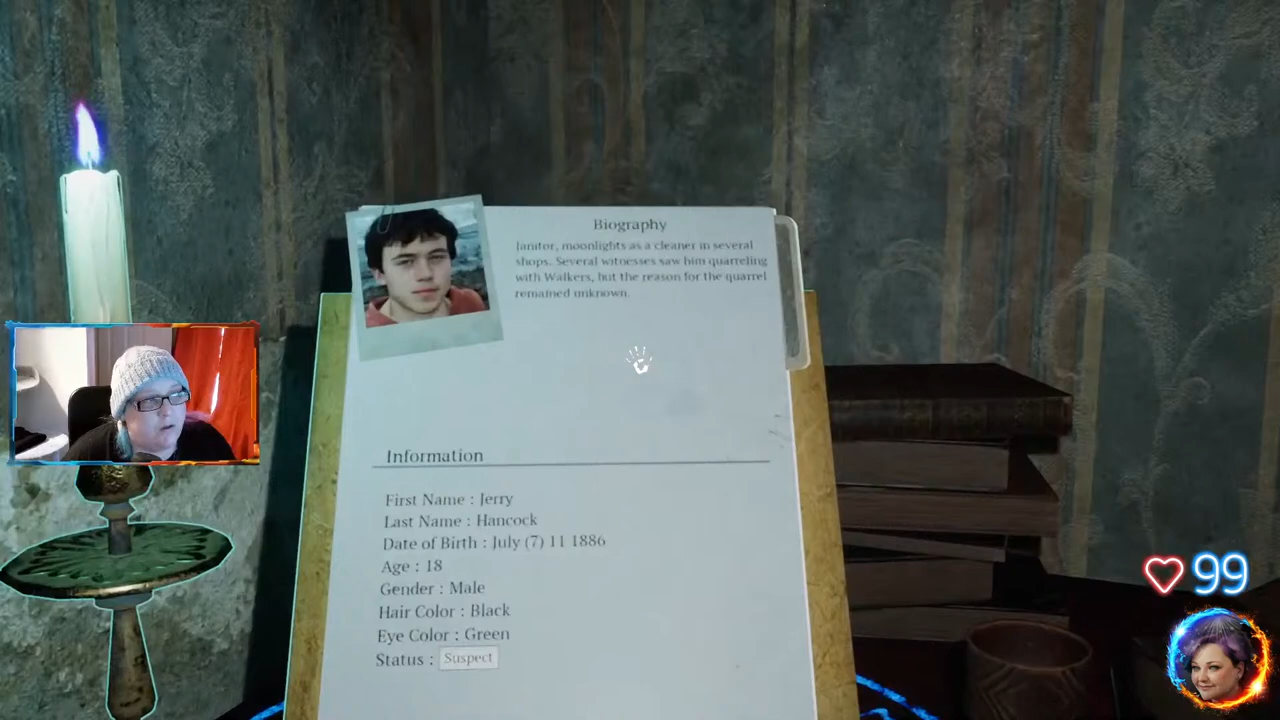 Biography
Janitor, moonlights as a cleaner in several
shops. Several witnesses saw him quarreling
with Walkers, but the reason for the quarrel
remained unknown.
Information
First Name : Jerry
Last Name : Hancock
Date of Birth : July (7) 11 1886
Age : 18
Gender : Male
Hair Color : Black
Eye Color : Green
Status : Suspect
99